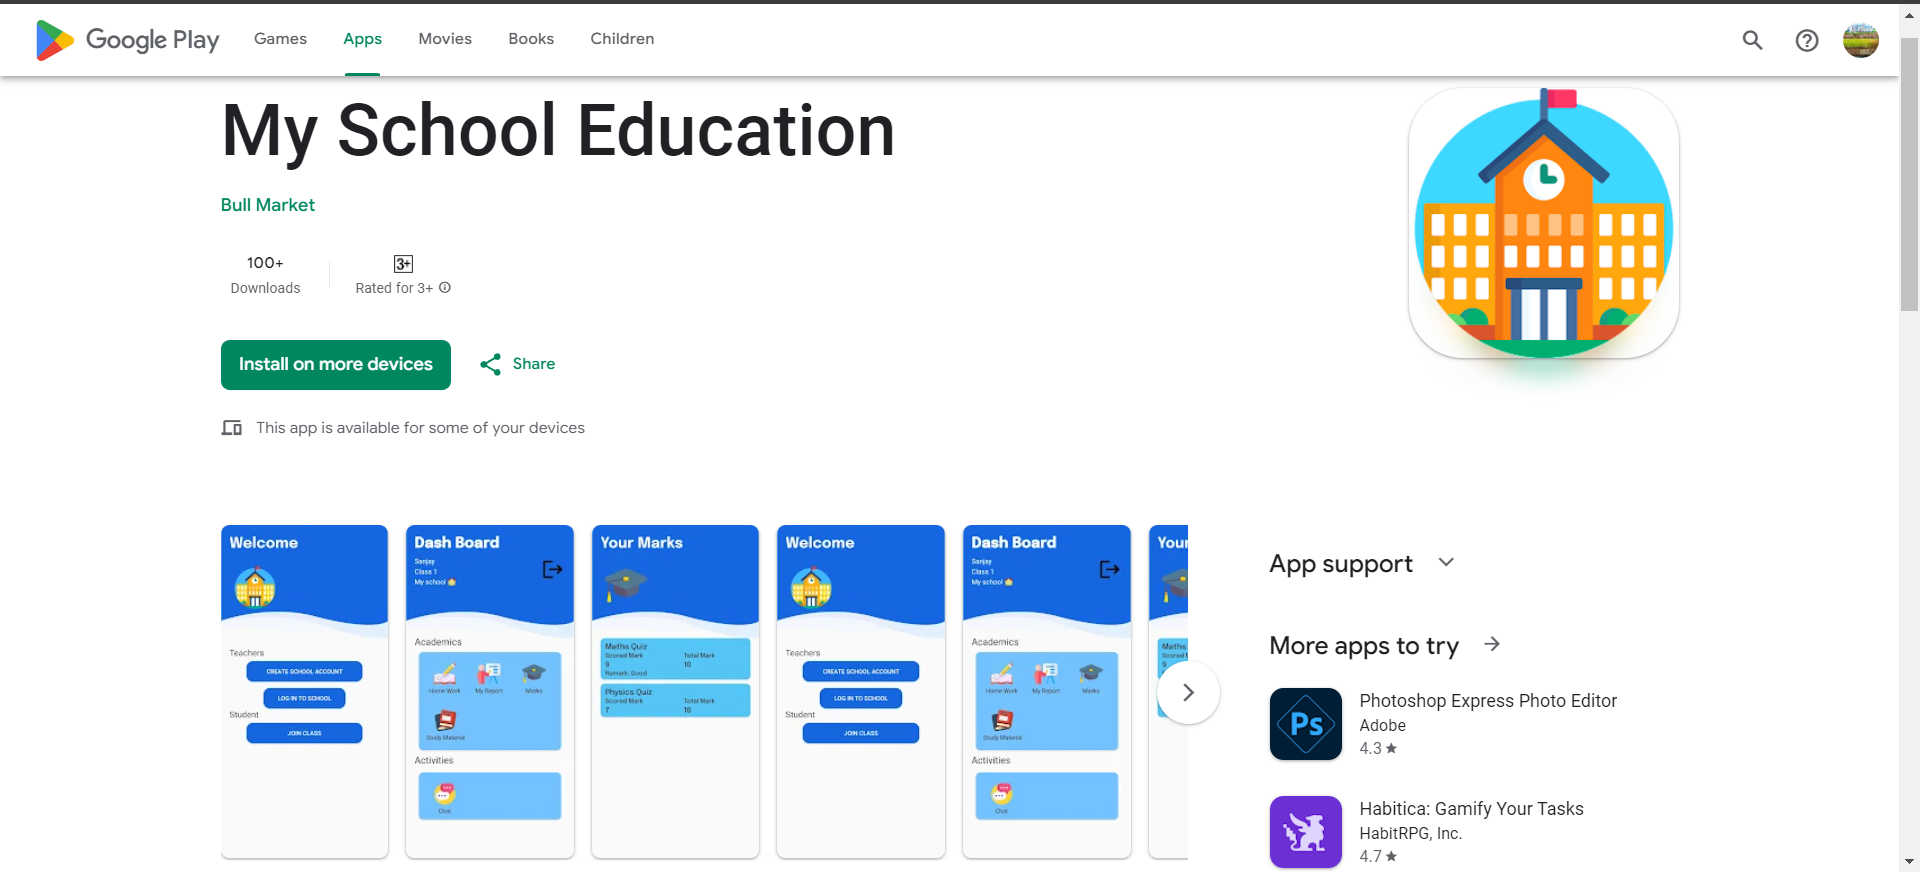 Google Play
Games
Apps
Movies
Books
Children
My School Education
Bull Market
100+
Downloads
3+
Rated for 3+
Install on more devices
Share
This app is available for some of your devices
Welcome
Teachers
CREATE SCHOOL ACCOUNT
LOG IN TO SCHOOL
Student
JOIN CLASS
Dash Board
Sanjay
Class 1
My school
Academics
Home Work
My Report
Marks
Study Material
Activities
Chat
Your Marks
Maths Quiz
Scored Mark Total Mark
9 10
Remark: Good
Physics Quiz
Scored Mark Total Mark
7 10
Welcome
Teachers
CREATE SCHOOL ACCOUNT
LOG IN TO SCHOOL
Student
JOIN CLASS
Dash Board
Sanjay
Class 1
My school
Academics
Home Work
My Report
Marks
Study Material
Activities
Chat
Your
Maths
Scored
9
App support
More apps to try
Ps
Photoshop Express Photo Editor
Adobe
4.3
Habitica: Gamify Your Tasks
HabitRPG, Inc.
4.7